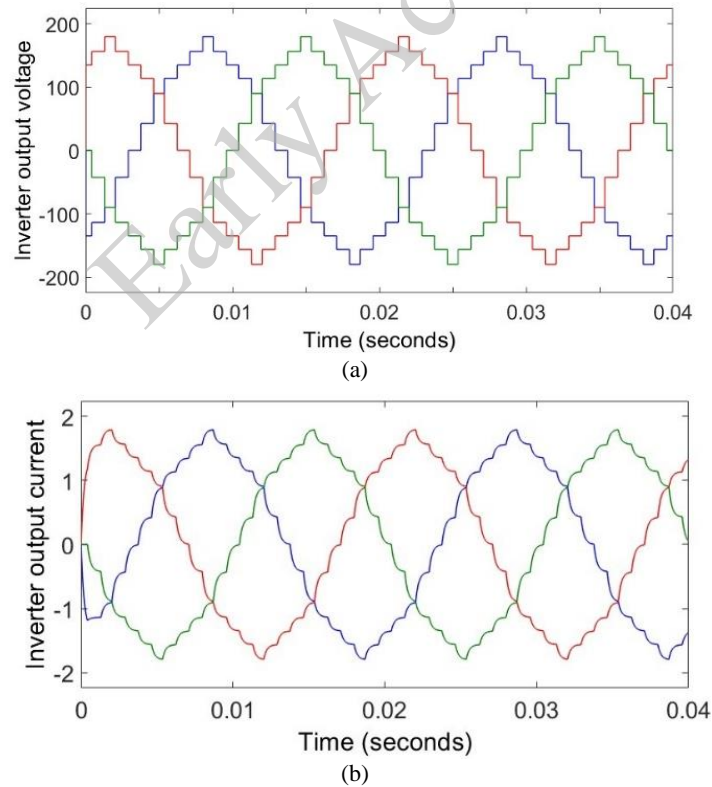 Early Ac
Inverter output voltage
200
100
0
-100
-200
0
0.01
0.02
0.03
0.04
Time (seconds)
(a)
Inverter output current
2
1
0
-1
-2
0
0.01
0.02
0.03
0.04
Time (seconds)
(b)